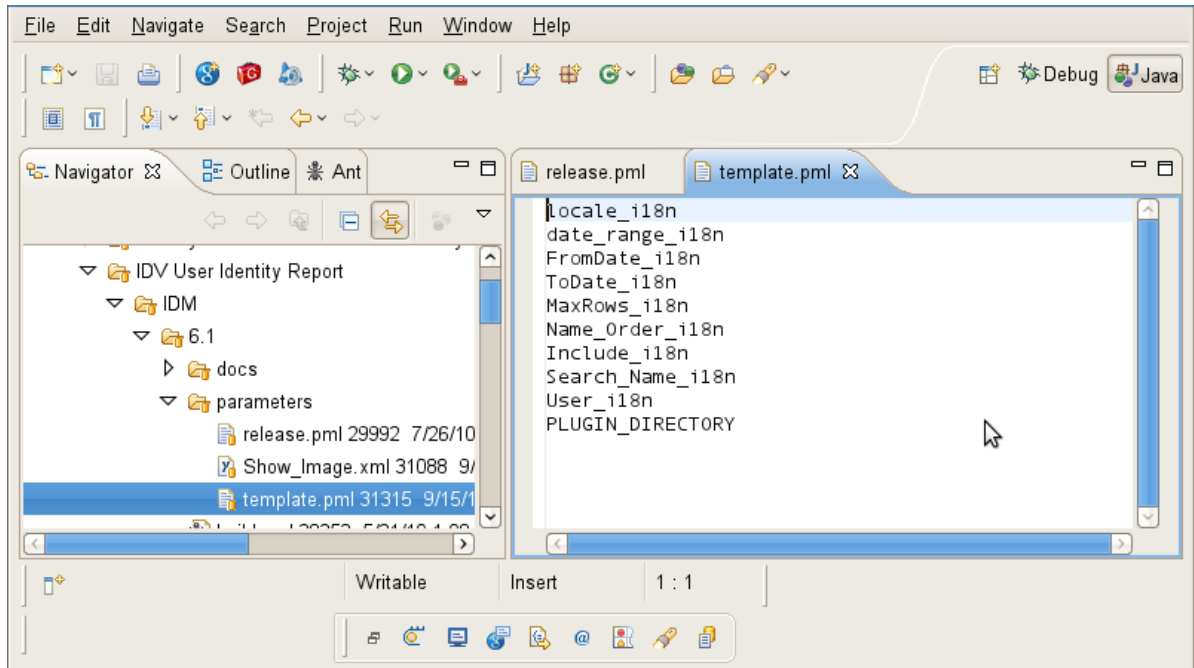 File Edit Navigate Search Project Run Window Help
Debug Java
Navigator Outline Ant
release.pml template.pml
IDV User Identity Report
IDM
6.1
docs
parameters
release.pml 29992 7/26/10
Show_Image.xml 31088 9/
template.pml 31315 9/15/1
locale_i18n
date_range_i18n
FromDate_i18n
ToDate_i18n
MaxRows_i18n
Name_Order_i18n
Include_i18n
Search_Name_i18n
User_i18n
PLUGIN_DIRECTORY
Writable Insert 1 : 1